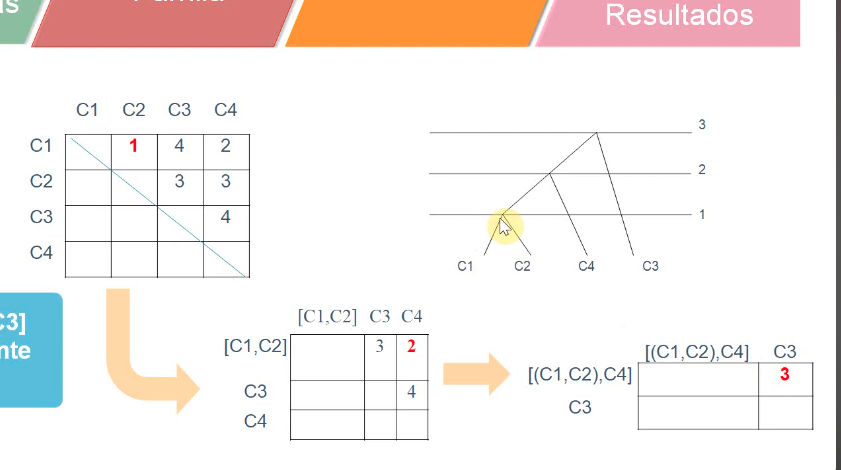 Resultados
C1 C2 C3 C4
C1 1 4 2
C2 3 3
C3 4
C4
3
2
1
C1 C2 C4 C3
C3]
nte
[C1,C2] C3 C4
[C1,C2] 3 2
C3 4
C4
[(C1,C2),C4] C3
[(C1,C2),C4] 3
C3